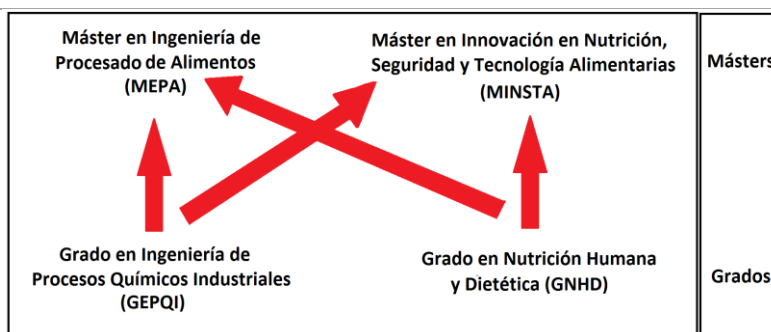 Máster en Ingeniería de
Procesado de Alimentos
(MEPA)
Máster en Innovación en Nutrición,
Seguridad y Tecnología Alimentarias
(MINSTA)
Másters
Grado en Ingeniería de
Procesos Químicos Industriales
(GEPQI)
Grado en Nutrición Humana
y Dietética (GNHD)
Grados